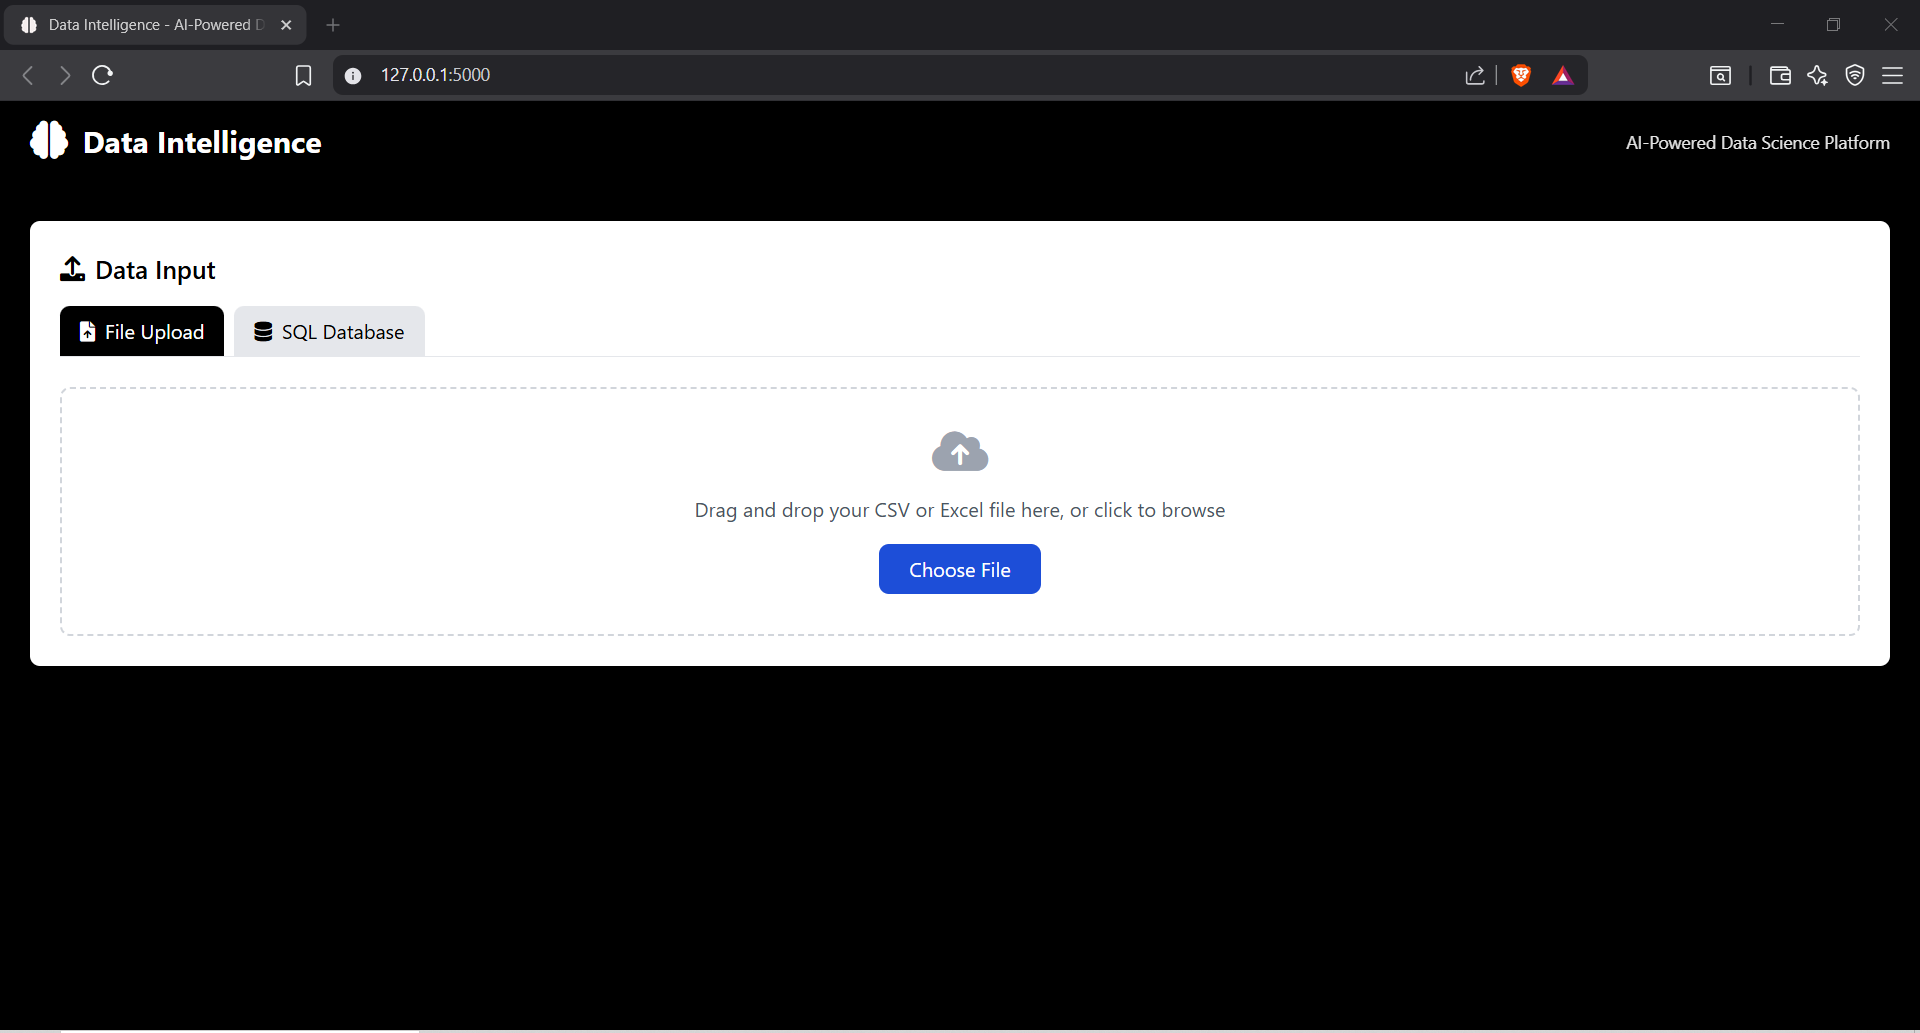 Data Intelligence - AI-Powered D
127.0.0.1:5000
Data Intelligence
AI-Powered Data Science Platform
Data Input
File Upload
SQL Database
Drag and drop your CSV or Excel file here, or click to browse
Choose File